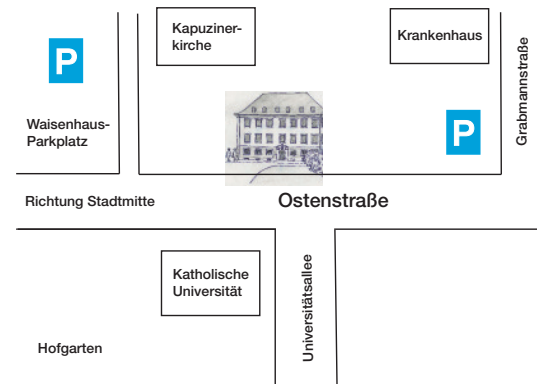 Kapuziner-
kirche
Krankenhaus
P
Grabmannstraße
Waisenhaus-
Parkplatz
P
Richtung Stadtmitte
Ostenstraße
Katholische
Universität
Universitätsallee
Hofgarten